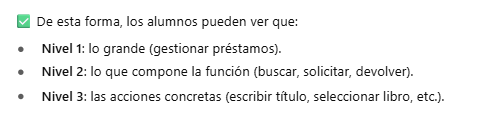 ✅ De esta forma, los alumnos pueden ver que:
• Nivel 1: lo grande (gestionar préstamos).
• Nivel 2: lo que compone la función (buscar, solicitar, devolver).
• Nivel 3: las acciones concretas (escribir título, seleccionar libro, etc.).